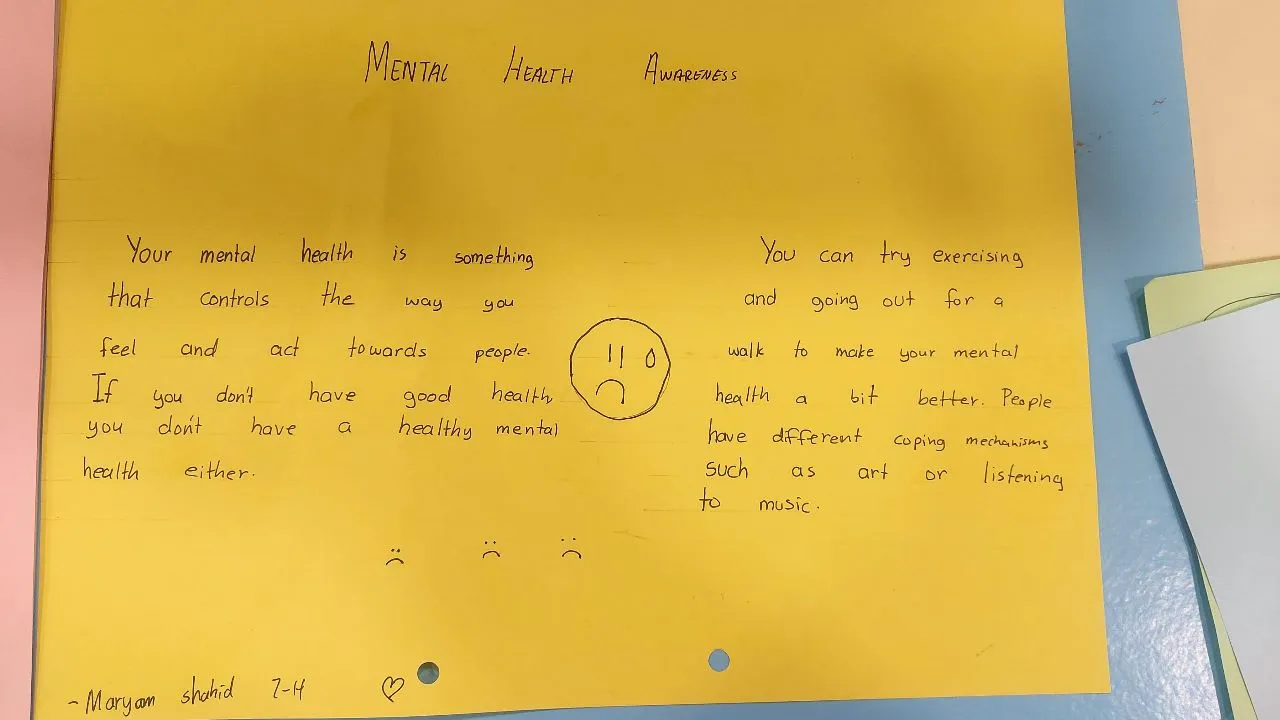 MENTAL HEALTH AWARENESS
Your mental health is something
that controls the way you
feel and act towards people.
If you don't have good health
you don't have a healthy mental
health either.
You can try exercising
and going out for a
walk to make your mental
health a bit better. People
have different coping mechanisms
such as art or listening
to music.
- Maryam shahid 7-H